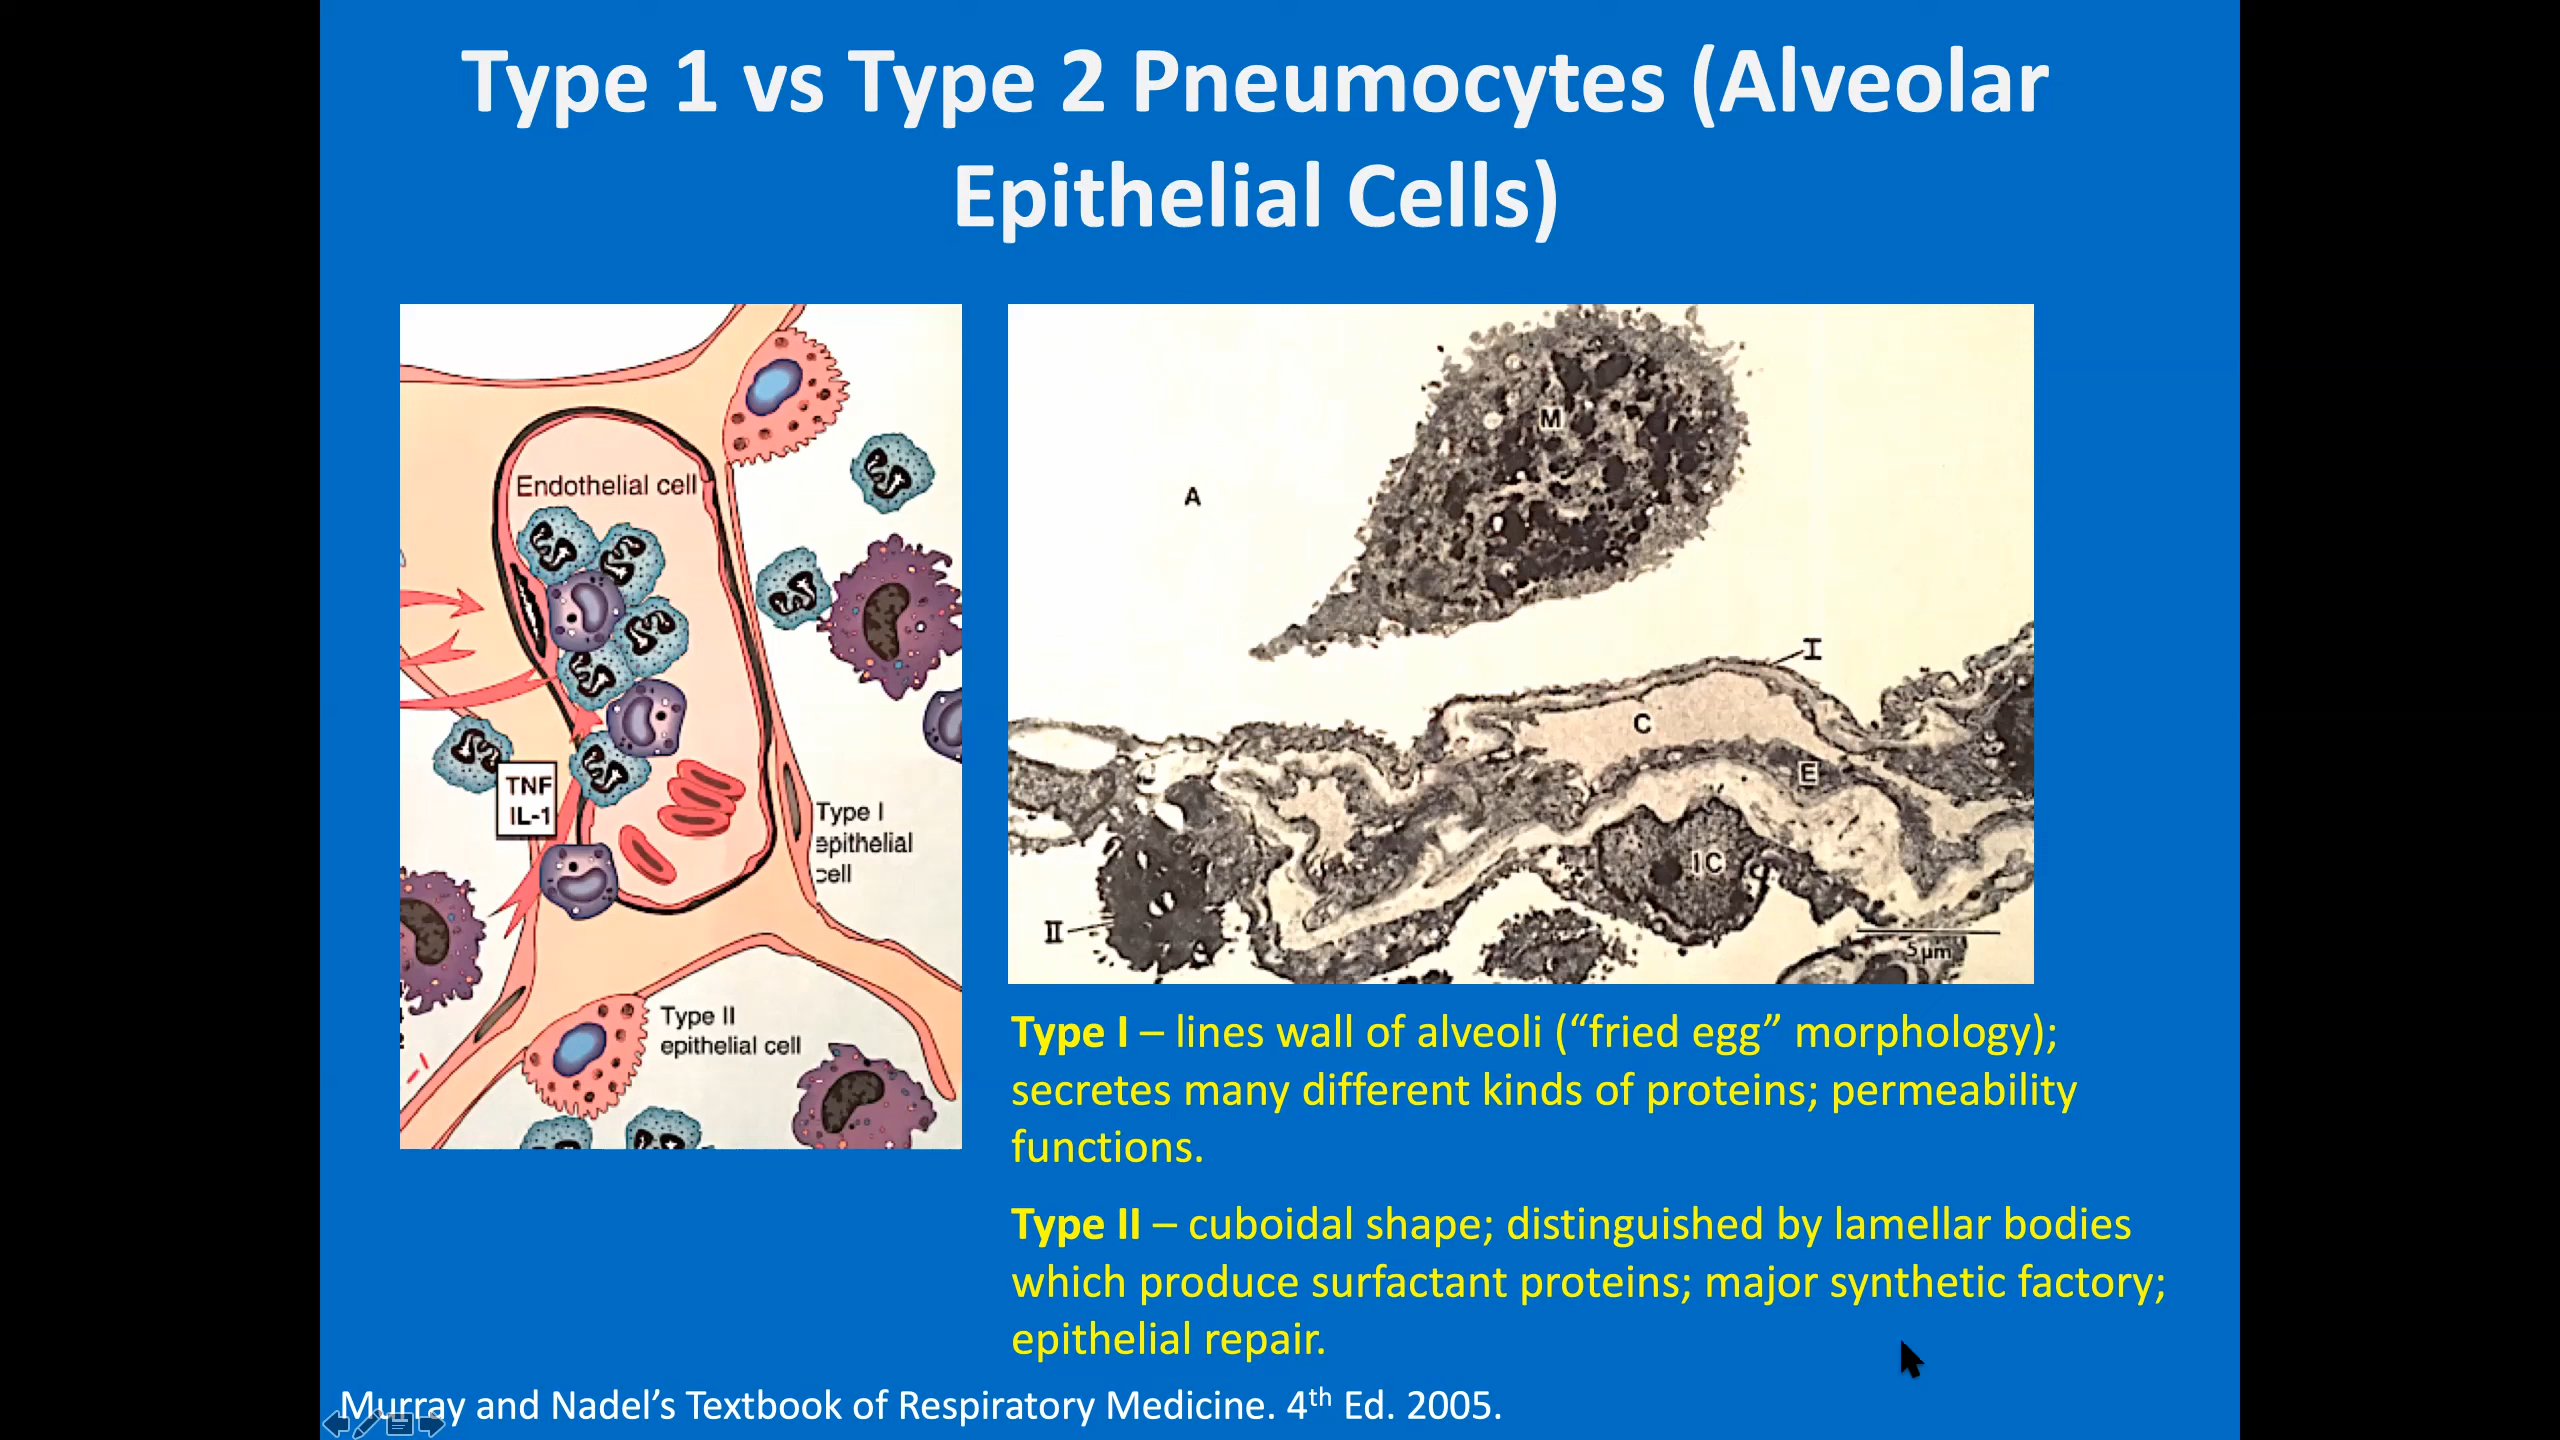 Type 1 vs Type 2 Pneumocytes (Alveolar
Epithelial Cells)
Endothelial cell
TNF
IL-1
Type I
epithelial
cell
Type II
epithelial cell
M
A
I
C
E
IC
II
5μm
Type I – lines wall of alveoli (“fried egg” morphology);
secretes many different kinds of proteins; permeability
functions.
Type II – cuboidal shape; distinguished by lamellar bodies
which produce surfactant proteins; major synthetic factory;
epithelial repair.
Murray and Nadel’s Textbook of Respiratory Medicine. 4th Ed. 2005.